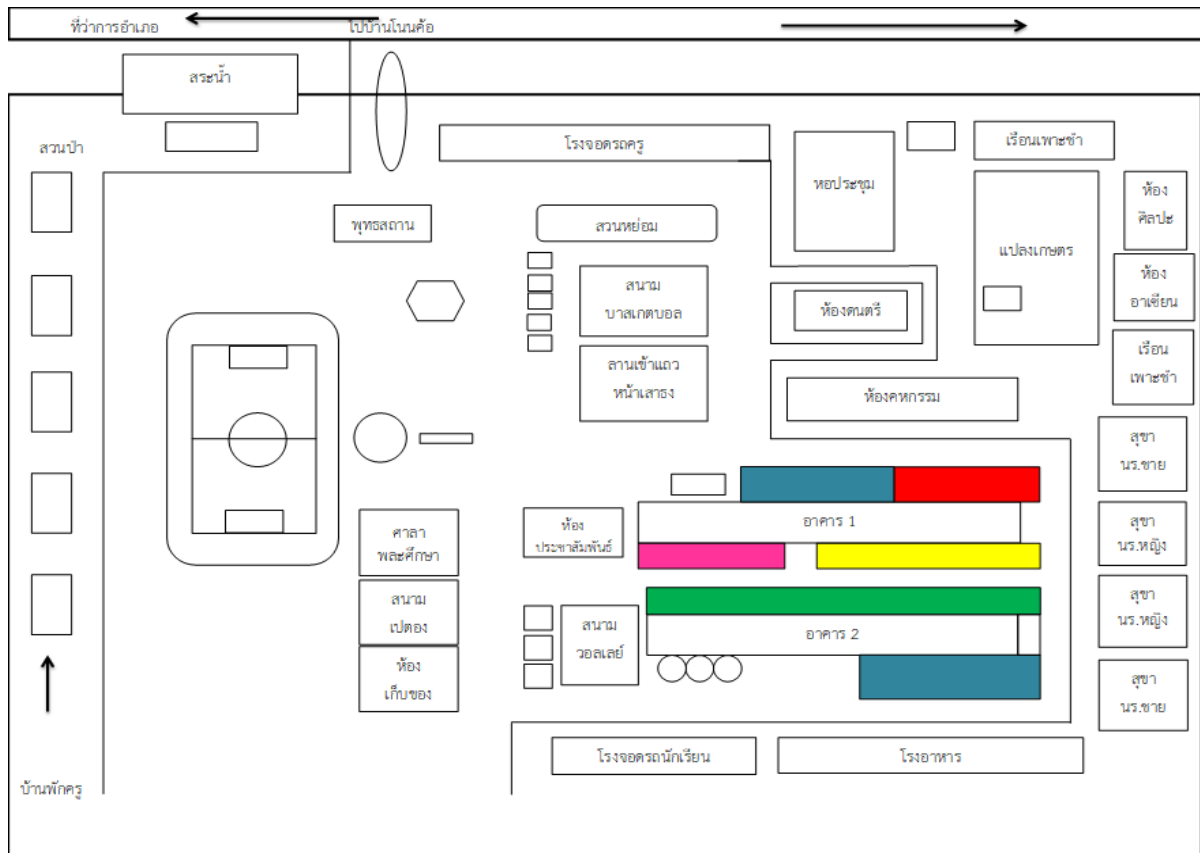 ที่ว่าการอำเภอ
ไปบ้านโนนค้อ
สระน้ำ
สวนป่า
โรงจอดรถครู
หอประชุม
เรือนเพาะชำ
ห้อง
ศิลปะ
พุทธสถาน
สวนหย่อม
แปลงเกษตร
ห้อง
อาเซียน
สนาม
บาสเกตบอล
ห้องดนตรี
ลานเข้าแถว
หน้าเสาธง
เรือน
เพาะชำ
ห้องคหกรรม
สุขา
นร.ชาย
ศาลา
พละศึกษา
ห้อง
ประชาสัมพันธ์
อาคาร 1
สุขา
นร.หญิง
สนาม
เปตอง
สนาม
วอลเลย์
อาคาร 2
สุขา
นร.หญิง
ห้อง
เก็บของ
สุขา
นร.ชาย
โรงจอดรถนักเรียน
โรงอาหาร
บ้านพักครู